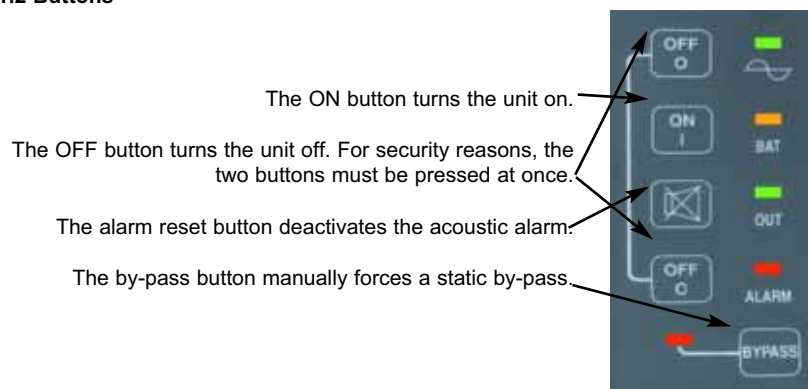 Buttons
The ON button turns the unit on.
The OFF button turns the unit off. For security reasons, the
two buttons must be pressed at once.
The alarm reset button deactivates the acoustic alarm.
The by-pass button manually forces a static by-pass.
OFF
O
ON
I
BAT
OUT
OFF
O
ALARM
BYPASS